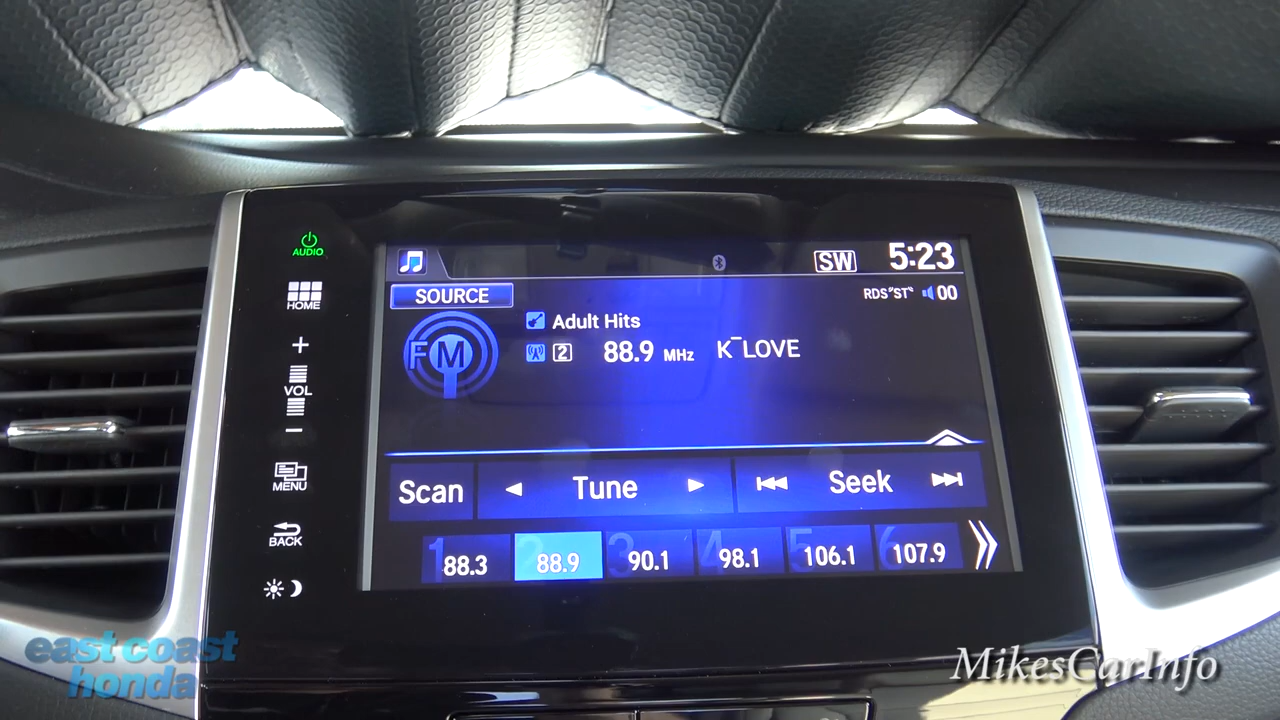 AUDIO
HOME
+
VOL
−
MENU
BACK
SW 5:23
SOURCE
RDS "ST" 00
FM
Adult Hits
2 88.9 MHz K¯LOVE
Scan Tune Seek
1 88.3 2 88.9 3 90.1 4 98.1 5 106.1 6 107.9
east coast
honda
MikesCarInfo